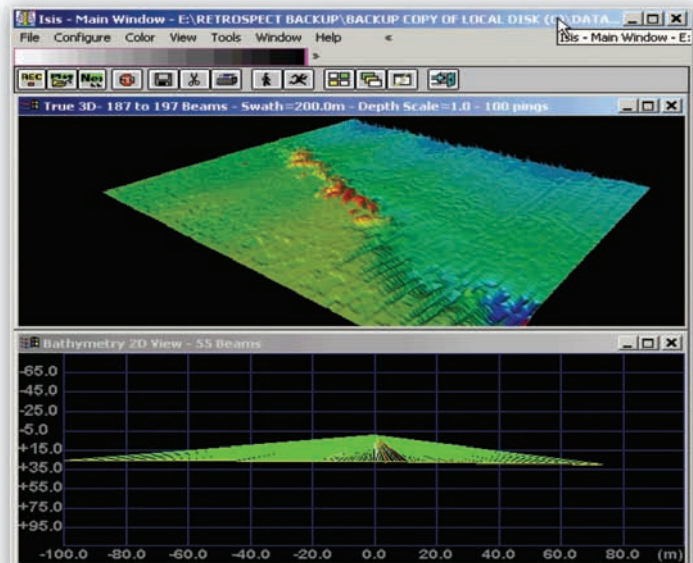 Isis - Main Window - E:\RETROSPECT BACKUP\BACKUP COPY OF LOCAL DISK (C)\DATA...
File Configure Color View Tools Window Help «
Isis - Main Window - E:
»
REC
True 3D- 187 to 197 Beams - Swath=200.0m - Depth Scale=1.0 - 100 pings
Bathymetry 2D View - 55 Beams
-65.0
-45.0
-25.0
-5.0
+15.0
+35.0
+55.0
+75.0
+95.0
-100.0 -80.0 -60.0 -40.0 -20.0 0.0 20.0 40.0 60.0 80.0 (m)